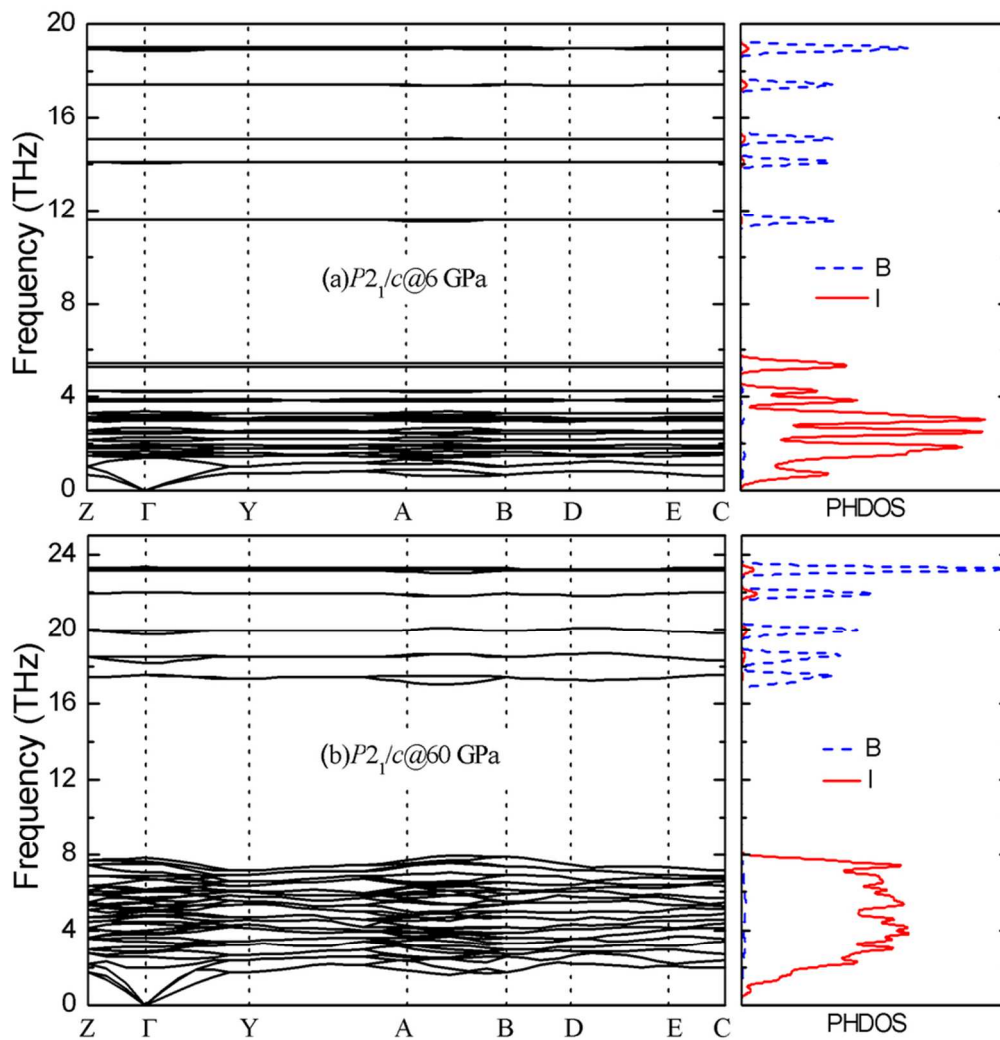 20
16
12
8
4
0
Frequency (THz)
(a)P2₁/c@6 GPa
B
I
Z Γ Y A B D E C
PHDOS
24
20
16
12
8
4
0
Frequency (THz)
(b)P2₁/c@60 GPa
B
I
Z Γ Y A B D E C
PHDOS